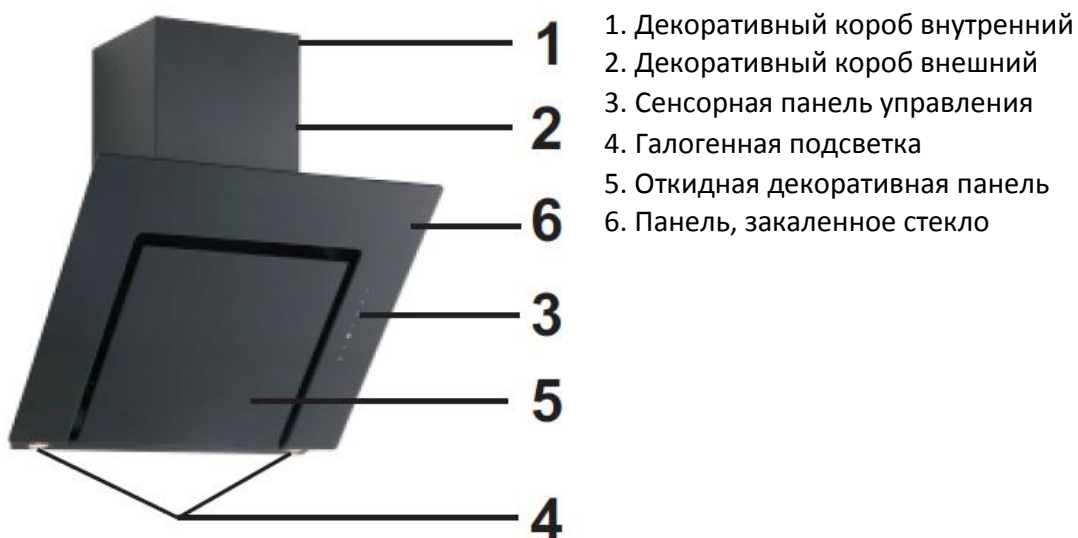 1
2
6
3
5
4
1. Декоративный короб внутренний
2. Декоративный короб внешний
3. Сенсорная панель управления
4. Галогенная подсветка
5. Откидная декоративная панель
6. Панель, закаленное стекло